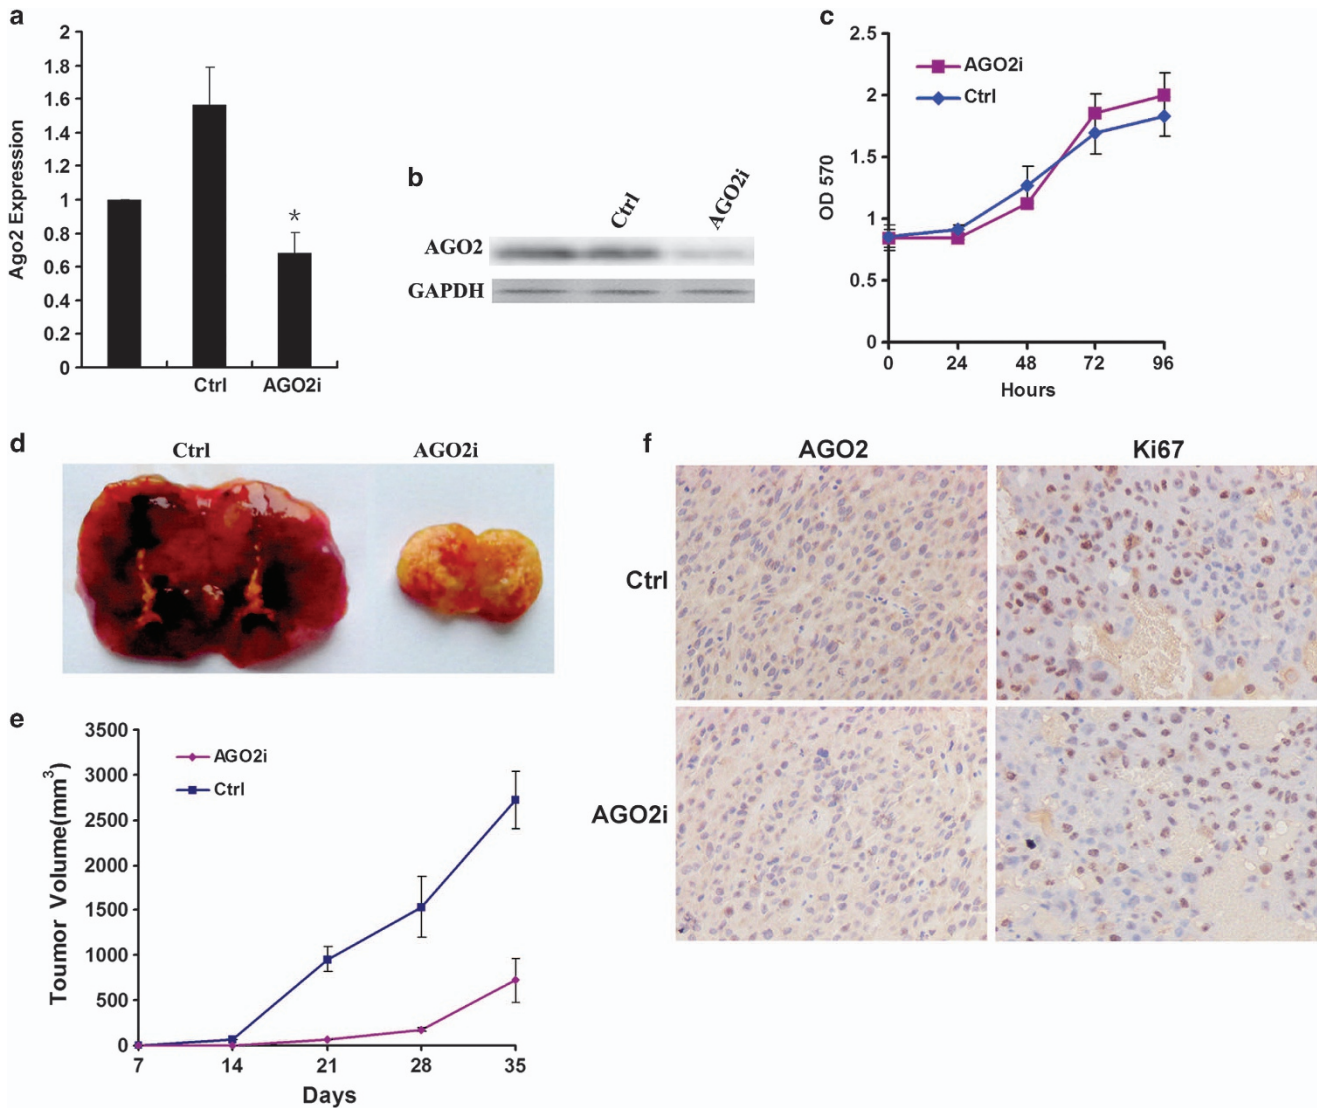 a
Ago2 Expression
2
1.8
1.6
1.4
1.2
1
0.8
0.6
0.4
0.2
0
*
Ctrl AGO2i
b
Ctrl AGO2i
AGO2
GAPDH
c
OD 570
2.5
2
1.5
1
0.5
0
AGO2i
Ctrl
0 24 48 72 96
Hours
d
Ctrl AGO2i
e
Toumor Volume(mm³)
3500
3000
2500
2000
1500
1000
500
0
AGO2i
Ctrl
7 14 21 28 35
Days
f
AGO2 Ki67
Ctrl
AGO2i